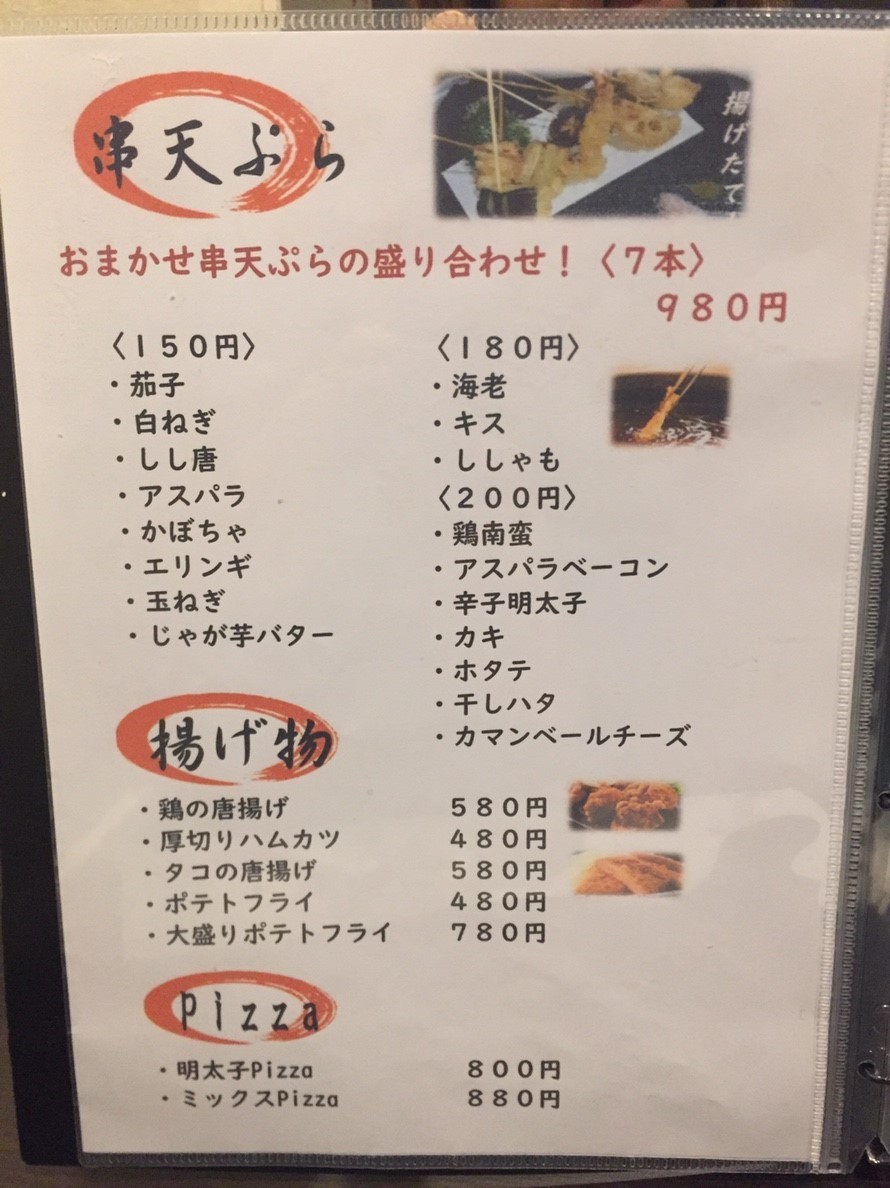 串天ぷら
揚げたて
おまかせ串天ぷらの盛り合わせ！〈７本〉
９８０円
〈１５０円〉
・茄子
・白ねぎ
・しし唐
・アスパラ
・かぼちゃ
・エリンギ
・玉ねぎ
・じゃが芋バター
〈１８０円〉
・海老
・キス
・ししゃも
〈２００円〉
・鶏南蛮
・アスパラベーコン
・辛子明太子
・カキ
・ホタテ
・干しハタ
・カマンベールチーズ
揚げ物
・鶏の唐揚げ ５８０円
・厚切りハムカツ ４８０円
・タコの唐揚げ ５８０円
・ポテトフライ ４８０円
・大盛りポテトフライ ７８０円
Pizza
・明太子Pizza ８００円
・ミックスPizza ８８０円